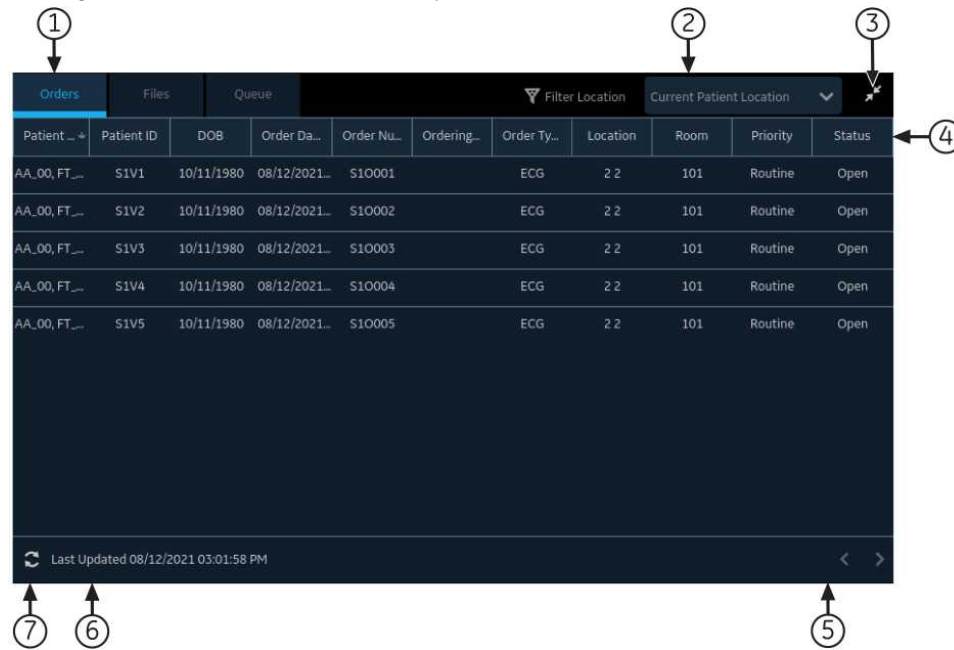 1 2 3
Orders Files Queue Filter Location Current Patient Location
Patient ... Patient ID DOB Order Da... Order Nu... Ordering... Order Ty... Location Room Priority Status 4
AA_00, FT_... S1V1 10/11/1980 08/12/2021... S1O001 ECG 2 2 101 Routine Open
AA_00, FT_... S1V2 10/11/1980 08/12/2021... S1O002 ECG 2 2 101 Routine Open
AA_00, FT_... S1V3 10/11/1980 08/12/2021... S1O003 ECG 2 2 101 Routine Open
AA_00, FT_... S1V4 10/11/1980 08/12/2021... S1O004 ECG 2 2 101 Routine Open
AA_00, FT_... S1V5 10/11/1980 08/12/2021... S1O005 ECG 2 2 101 Routine Open
Last Updated 08/12/2021 03:01:58 PM < >
7 6 5